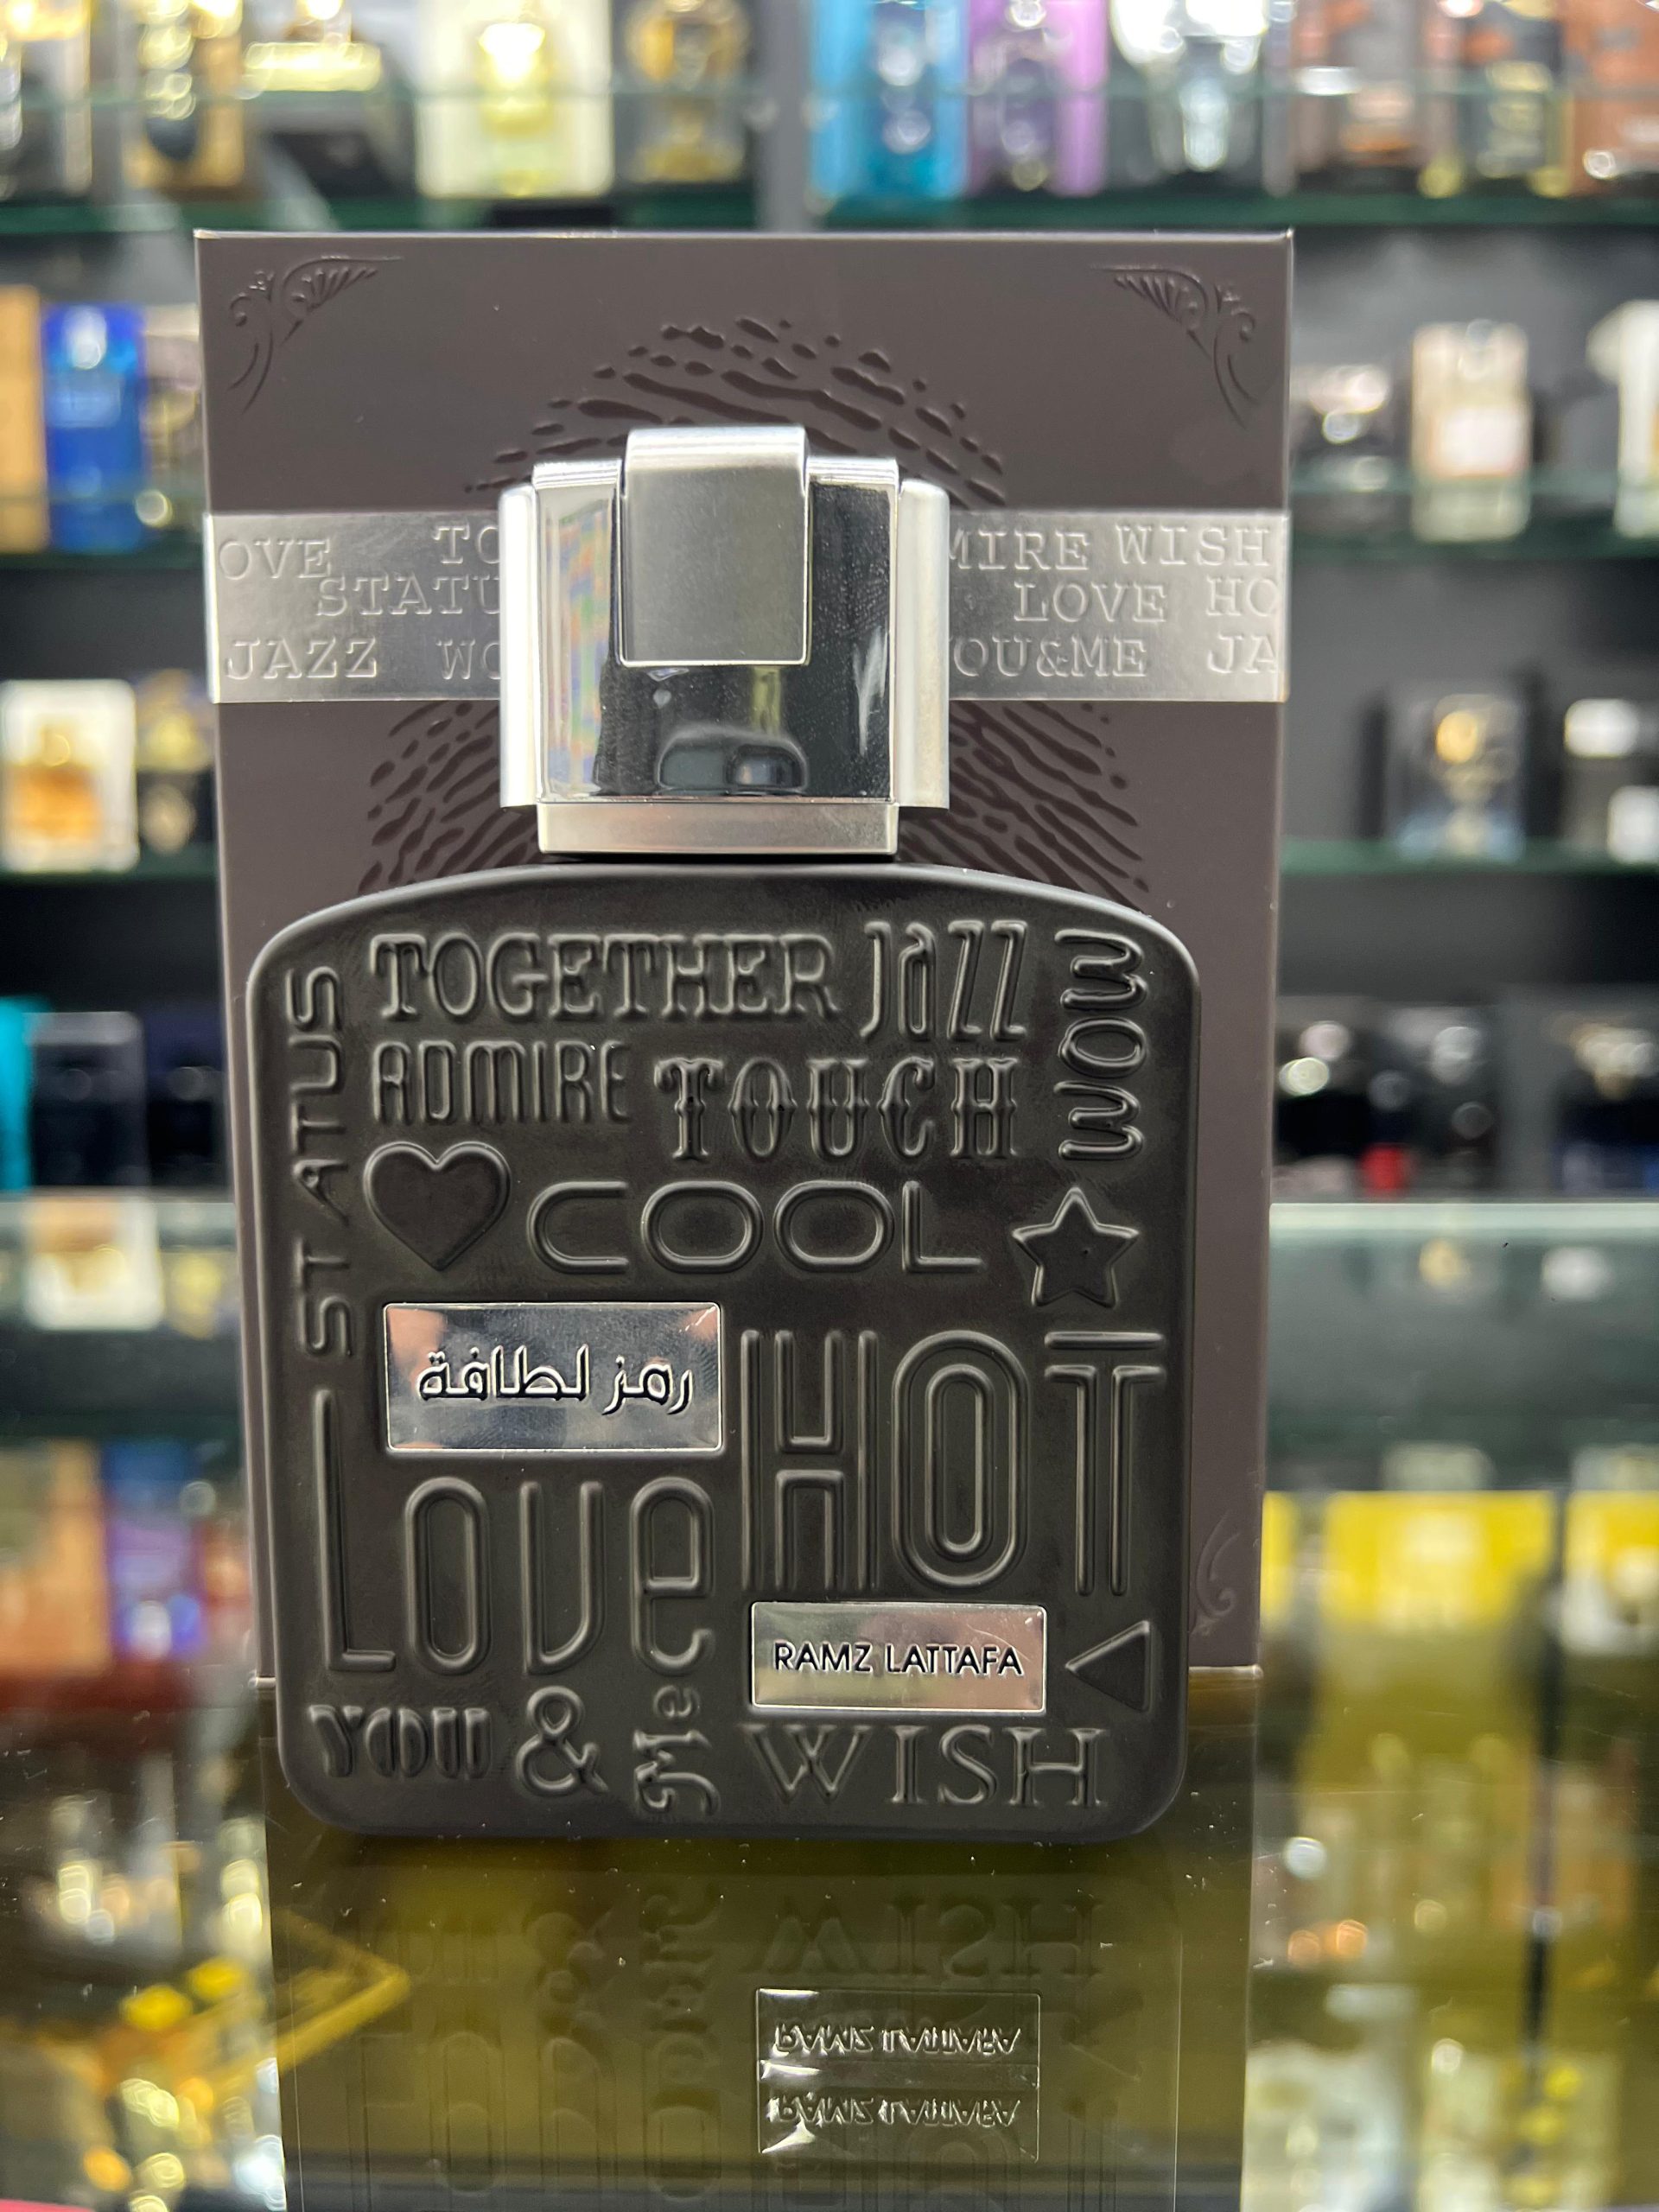 OVE TO MIRE WISH
STATU LOVE HO
JAZZ WO OU&ME JA
STATUS
TOGETHER JaZZ WOW
ADMIRE TOUCH
COOL
رمز لطافة
HOT
Love
RAMZ LATTAFA
YOU & Me WISH